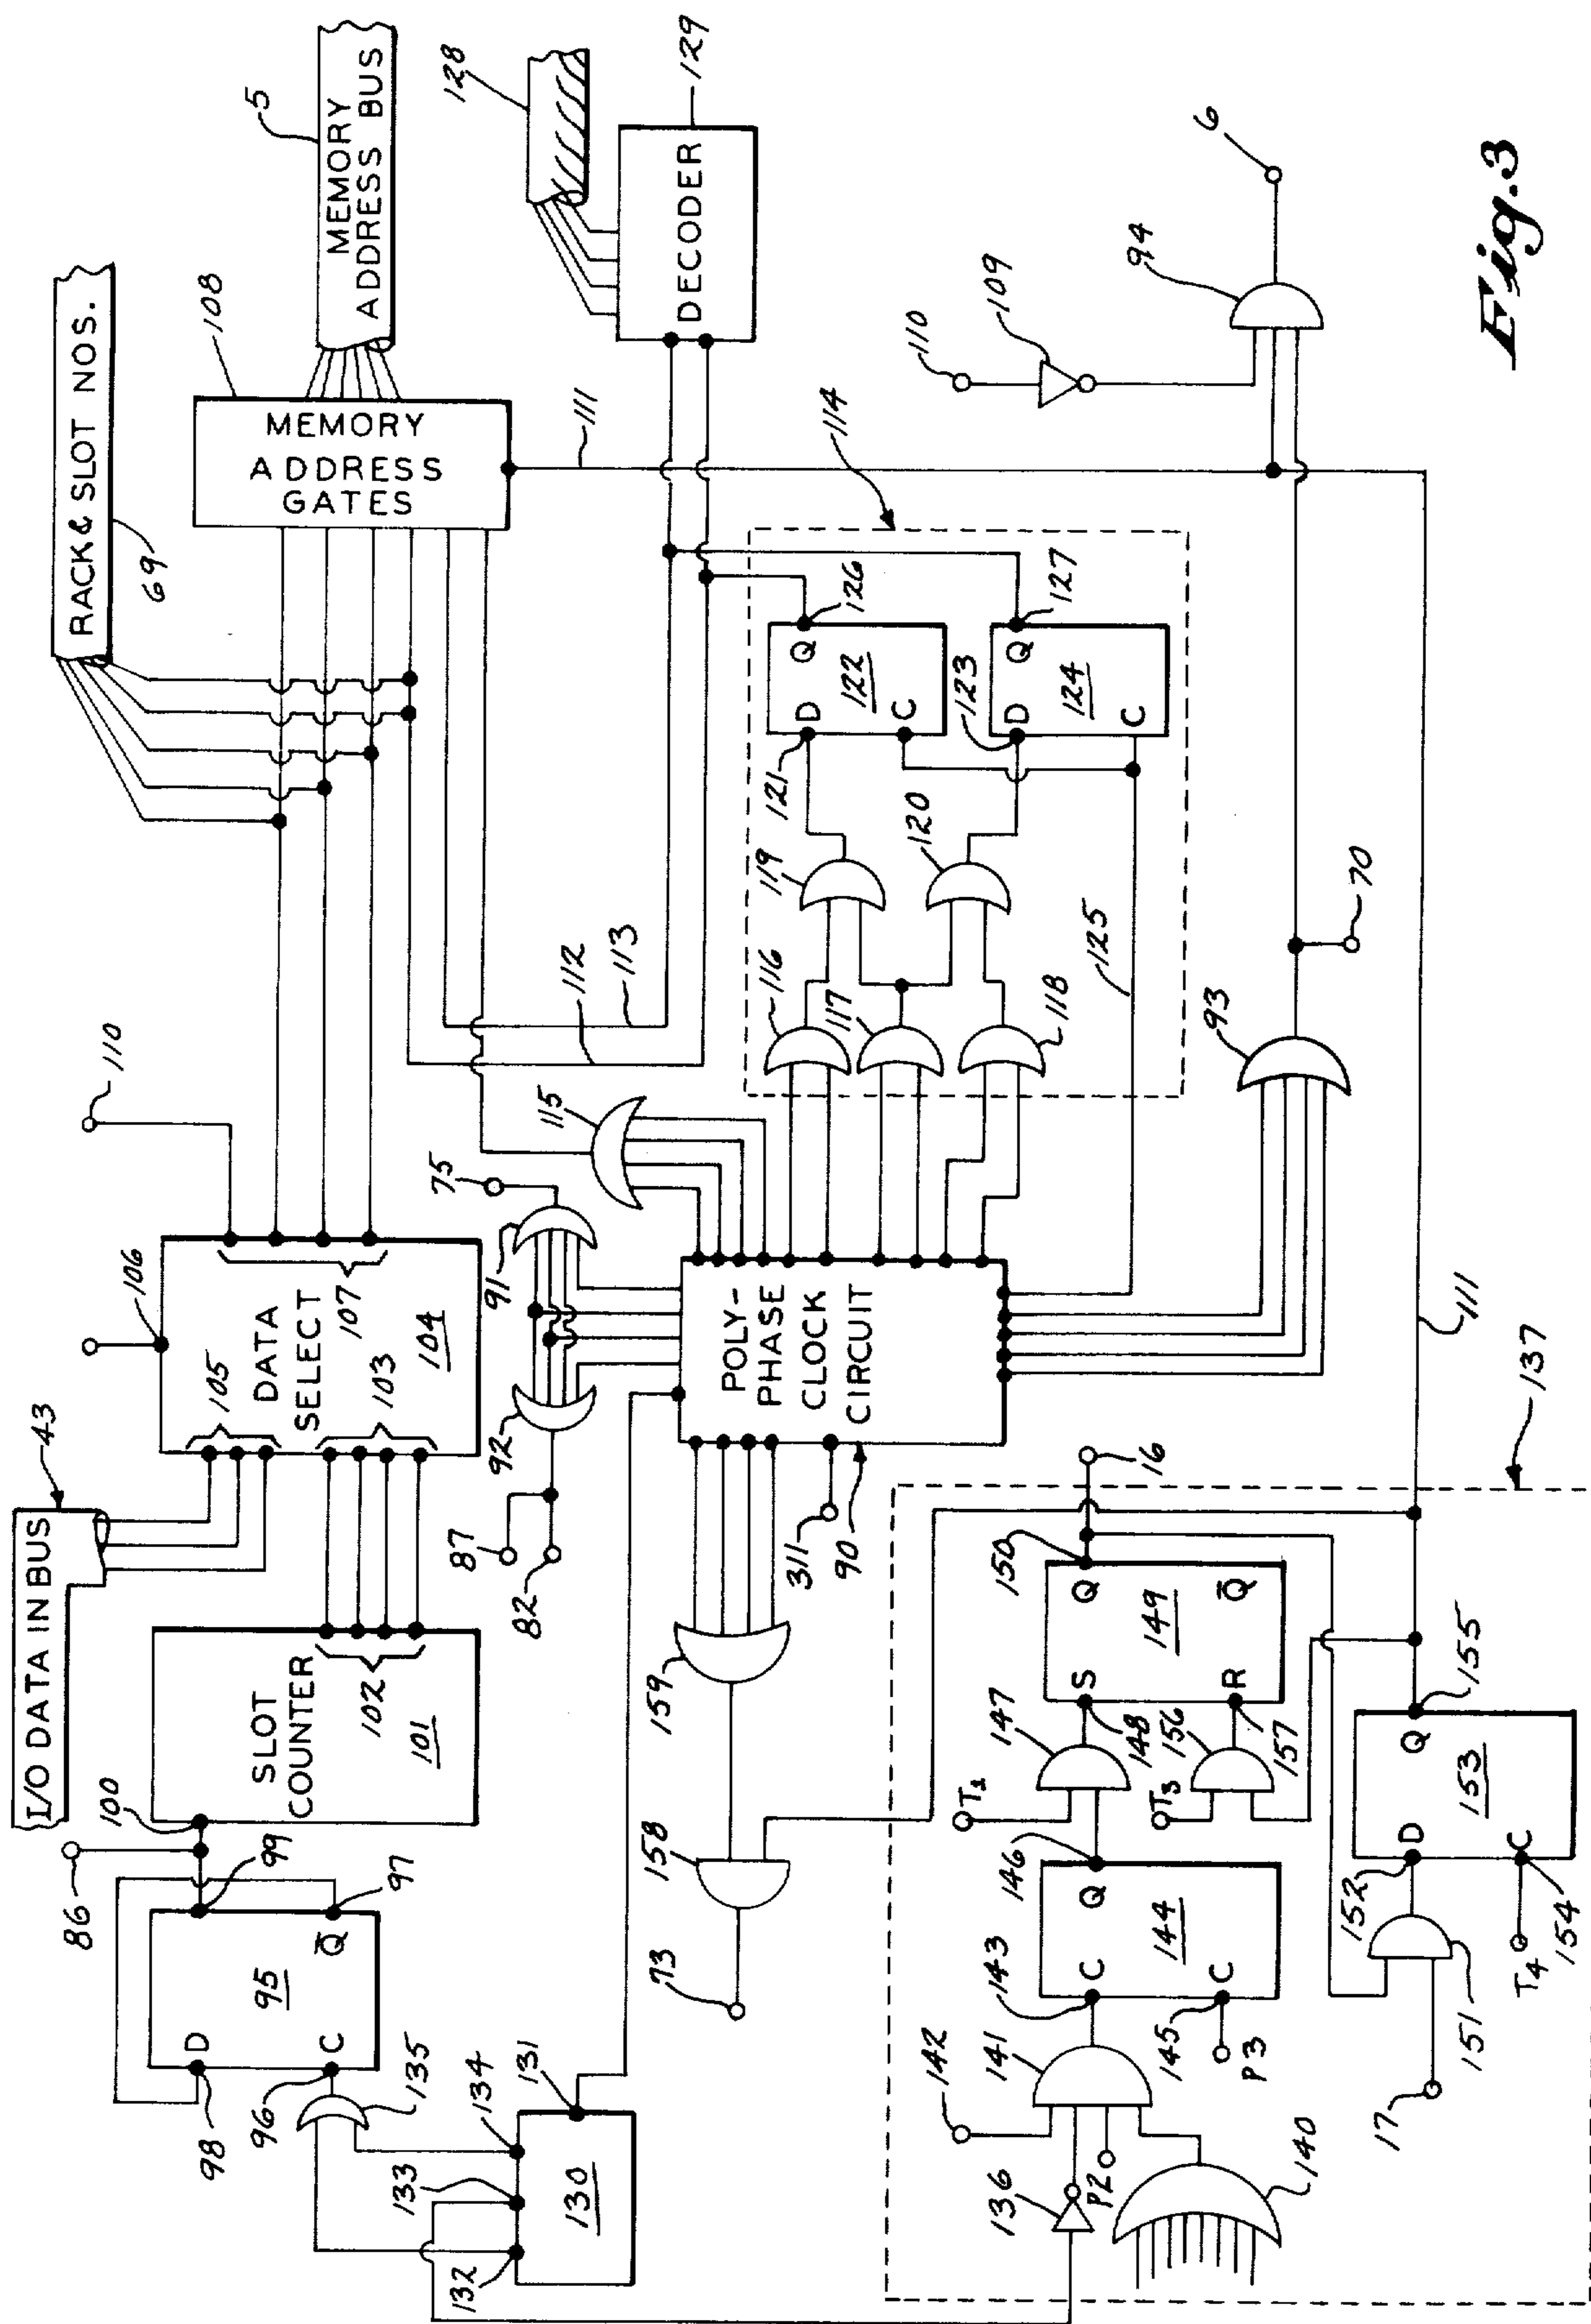 I/O DATA IN BUS
43
86
100
SLOT
COUNTER
102
101
99
97
Q̅
95
D
C
98
96
135
134
133
132
131
130
105
DATA
SELECT
107
103
104
106
110
RACK & SLOT NOS.
69
108
MEMORY
ADDRESS
GATES
5
MEMORY
ADDRESS BUS
128
129
DECODER
111
112
113
114
115
75
91
92
87
82
POLY-
PHASE
CLOCK
CIRCUIT
311
90
159
158
73
116
117
118
119
120
121
D
Q
122
C
123
126
D
Q
124
C
127
125
110
109
94
6
93
70
111
137
16
150
Q
149
Q̅
S
R
147
148
156
157
T1
T3
146
Q
144
C
C
143
145
P3
142
141
136
P2
140
155
Q
153
D
C
152
154
T4
151
17
Fig.3